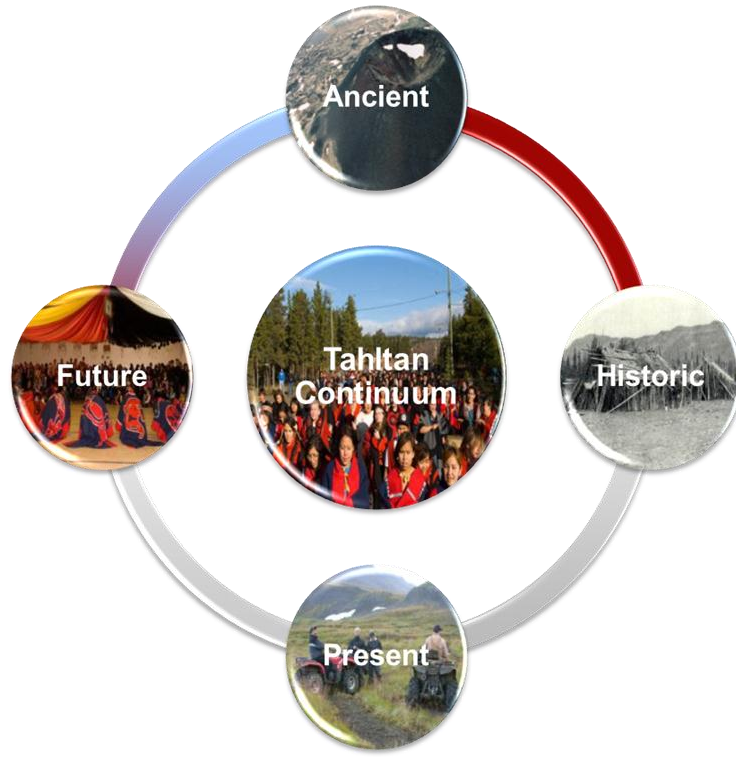 Ancient
Tahltan
Continuum
Future
Historic
Present